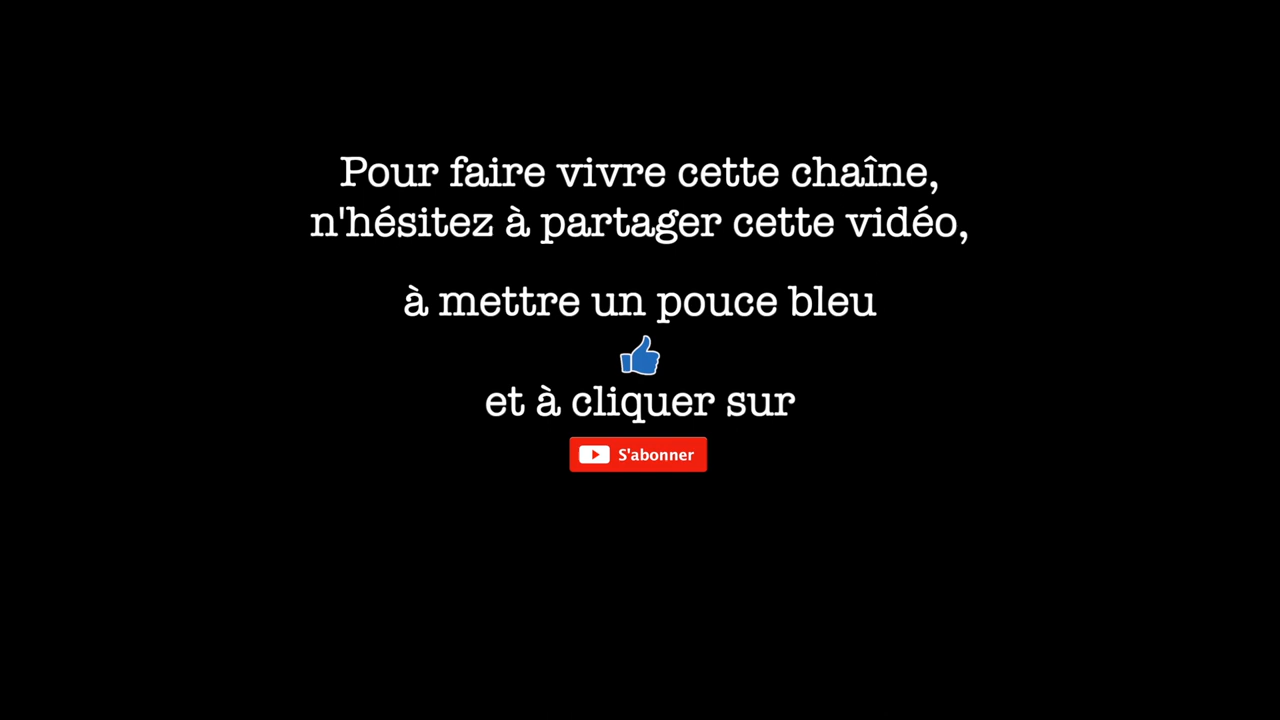 Pour faire vivre cette chaîne,
n'hésitez à partager cette vidéo,
à mettre un pouce bleu
et à cliquer sur
S'abonner